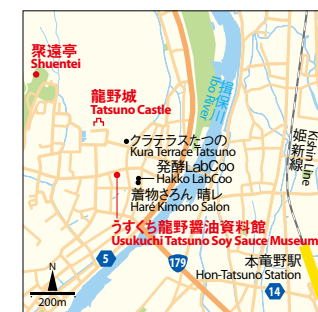 聚遠亭
Shuentei
龍野城
Tatsuno Castle
揖保川
Ibo River
クラテラスたつの
Kura Terrace Tatsuno
発酵LabCoo
Hakko LabCoo
着物さろん 晴レ
Haré Kimono Salon
姫新線
Kishin Line
うすくち龍野醬油資料館
Usukuchi Tatsuno Soy Sauce Museum
本竜野駅
Hon-Tatsuno Station
5
179
14
N
200m